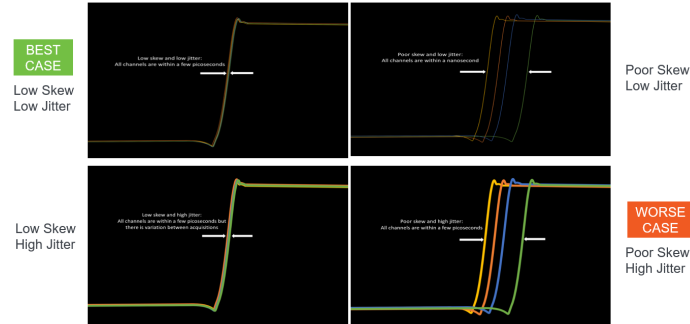 BEST
CASE
Low Skew
Low Jitter
Low skew and low jitter:
All channels are within a few picoseconds
Poor skew and low jitter:
All channels are within a nanosecond
Poor Skew
Low Jitter
Low Skew
High Jitter
Low skew and high jitter:
All channels are within a few picoseconds but
there is variation between acquisitions
Poor skew and high jitter:
All channels are within a few picoseconds
WORSE
CASE
Poor Skew
High Jitter